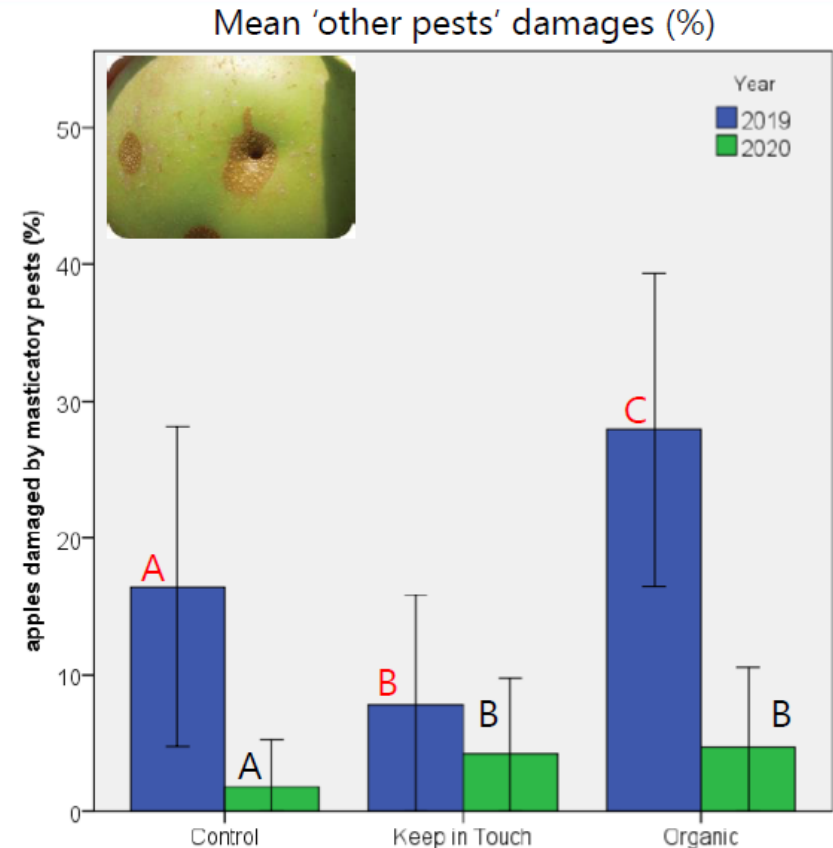 Mean ‘other pests’ damages (%)
Year
2019
2020
apples damaged by masticatory pests (%)
50
40
30
20
10
0
A
A
B
B
C
B
Control
Keep in Touch
Organic